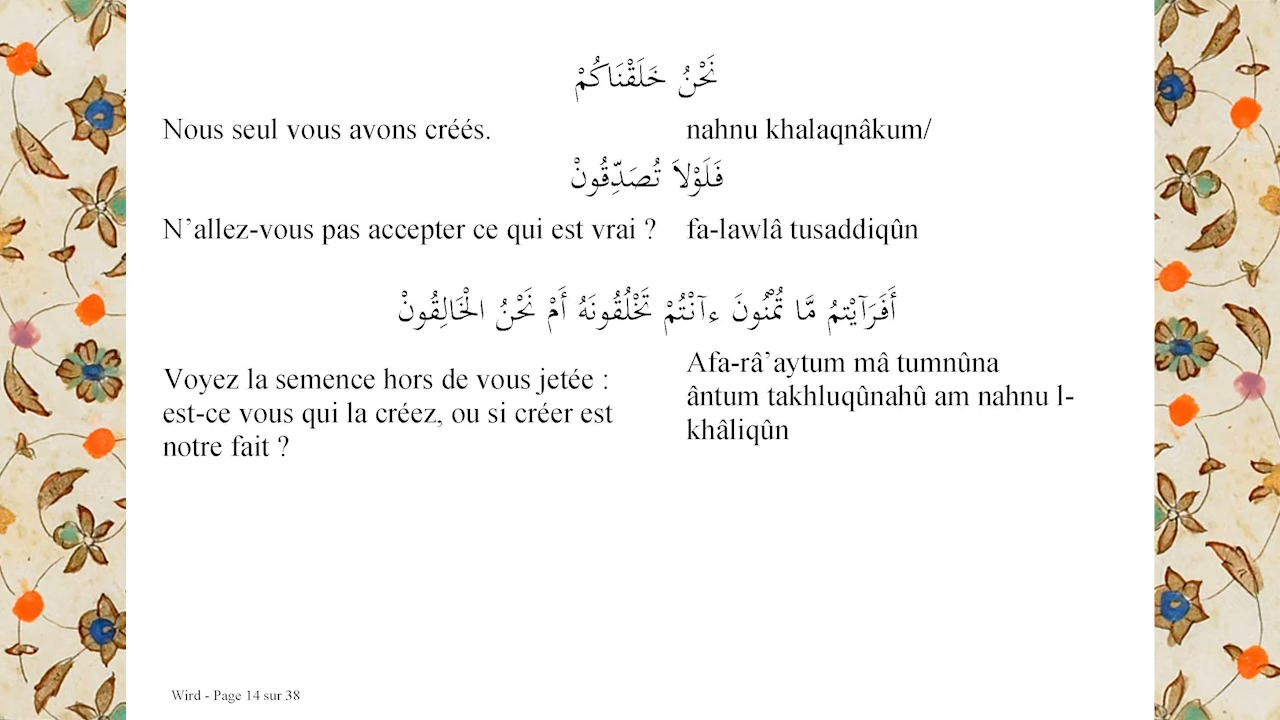 نَحْنُ خَلَقْنَاكُمْ
Nous seul vous avons créés.
nahnu khalaqnâkum/
فَلَوْلاَ تُصَدِّقُونْ
N’allez-vous pas accepter ce qui est vrai ?
fa-lawlâ tusaddiqûn
أَفَرَآيْتُمُ مَّا تُمْنُونَ ءآنْتُمْ تَخْلُقُونَهُ أَمْ نَحْنُ الْخَالِقُونْ
Voyez la semence hors de vous jetée :
est-ce vous qui la créez, ou si créer est
notre fait ?
Afa-râ’aytum mâ tumnûna
ântum takhluqûnahû am nahnu l-
khâliqûn
Wird - Page 14 sur 38